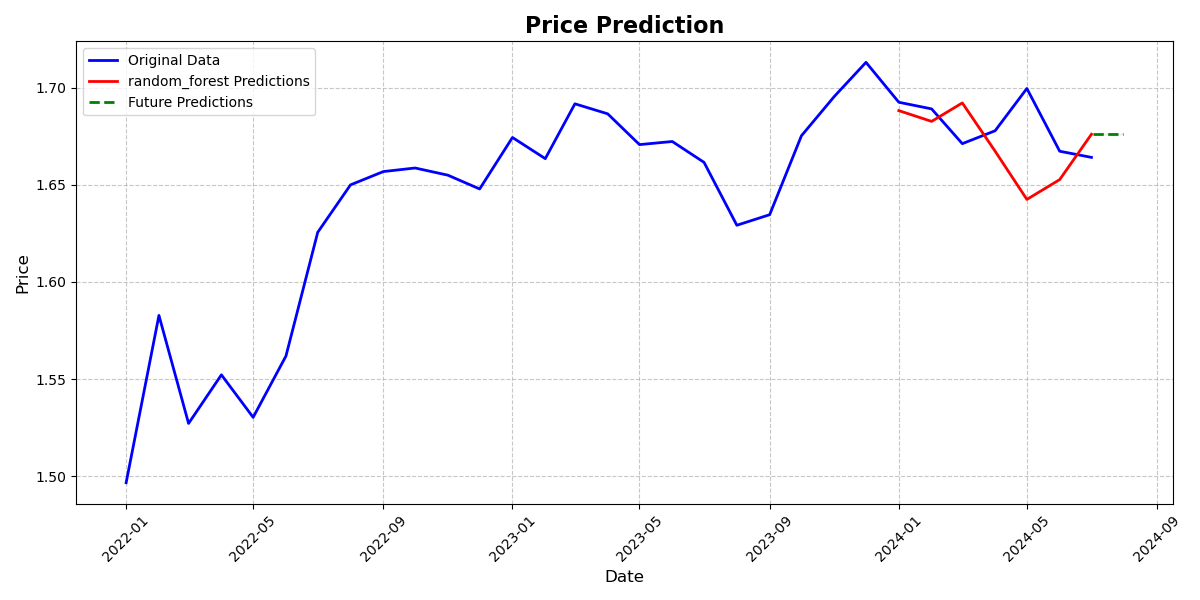 Price Prediction
Original Data
random_forest Predictions
Future Predictions
Price
1.70
1.65
1.60
1.55
1.50
2022-01
2022-05
2022-09
2023-01
2023-05
2023-09
2024-01
2024-05
2024-09
Date